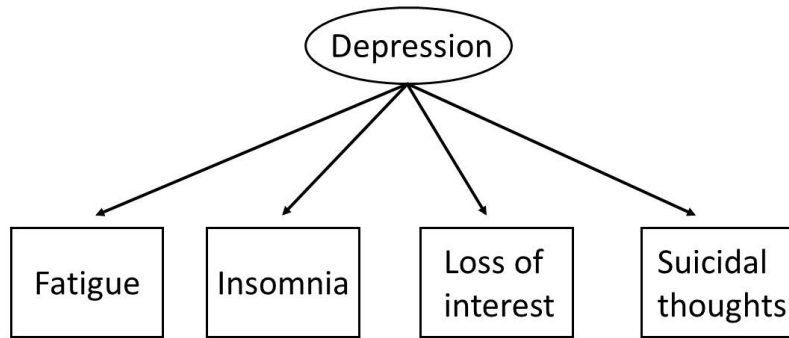 Depression
Fatigue
Insomnia
Loss of
interest
Suicidal
thoughts